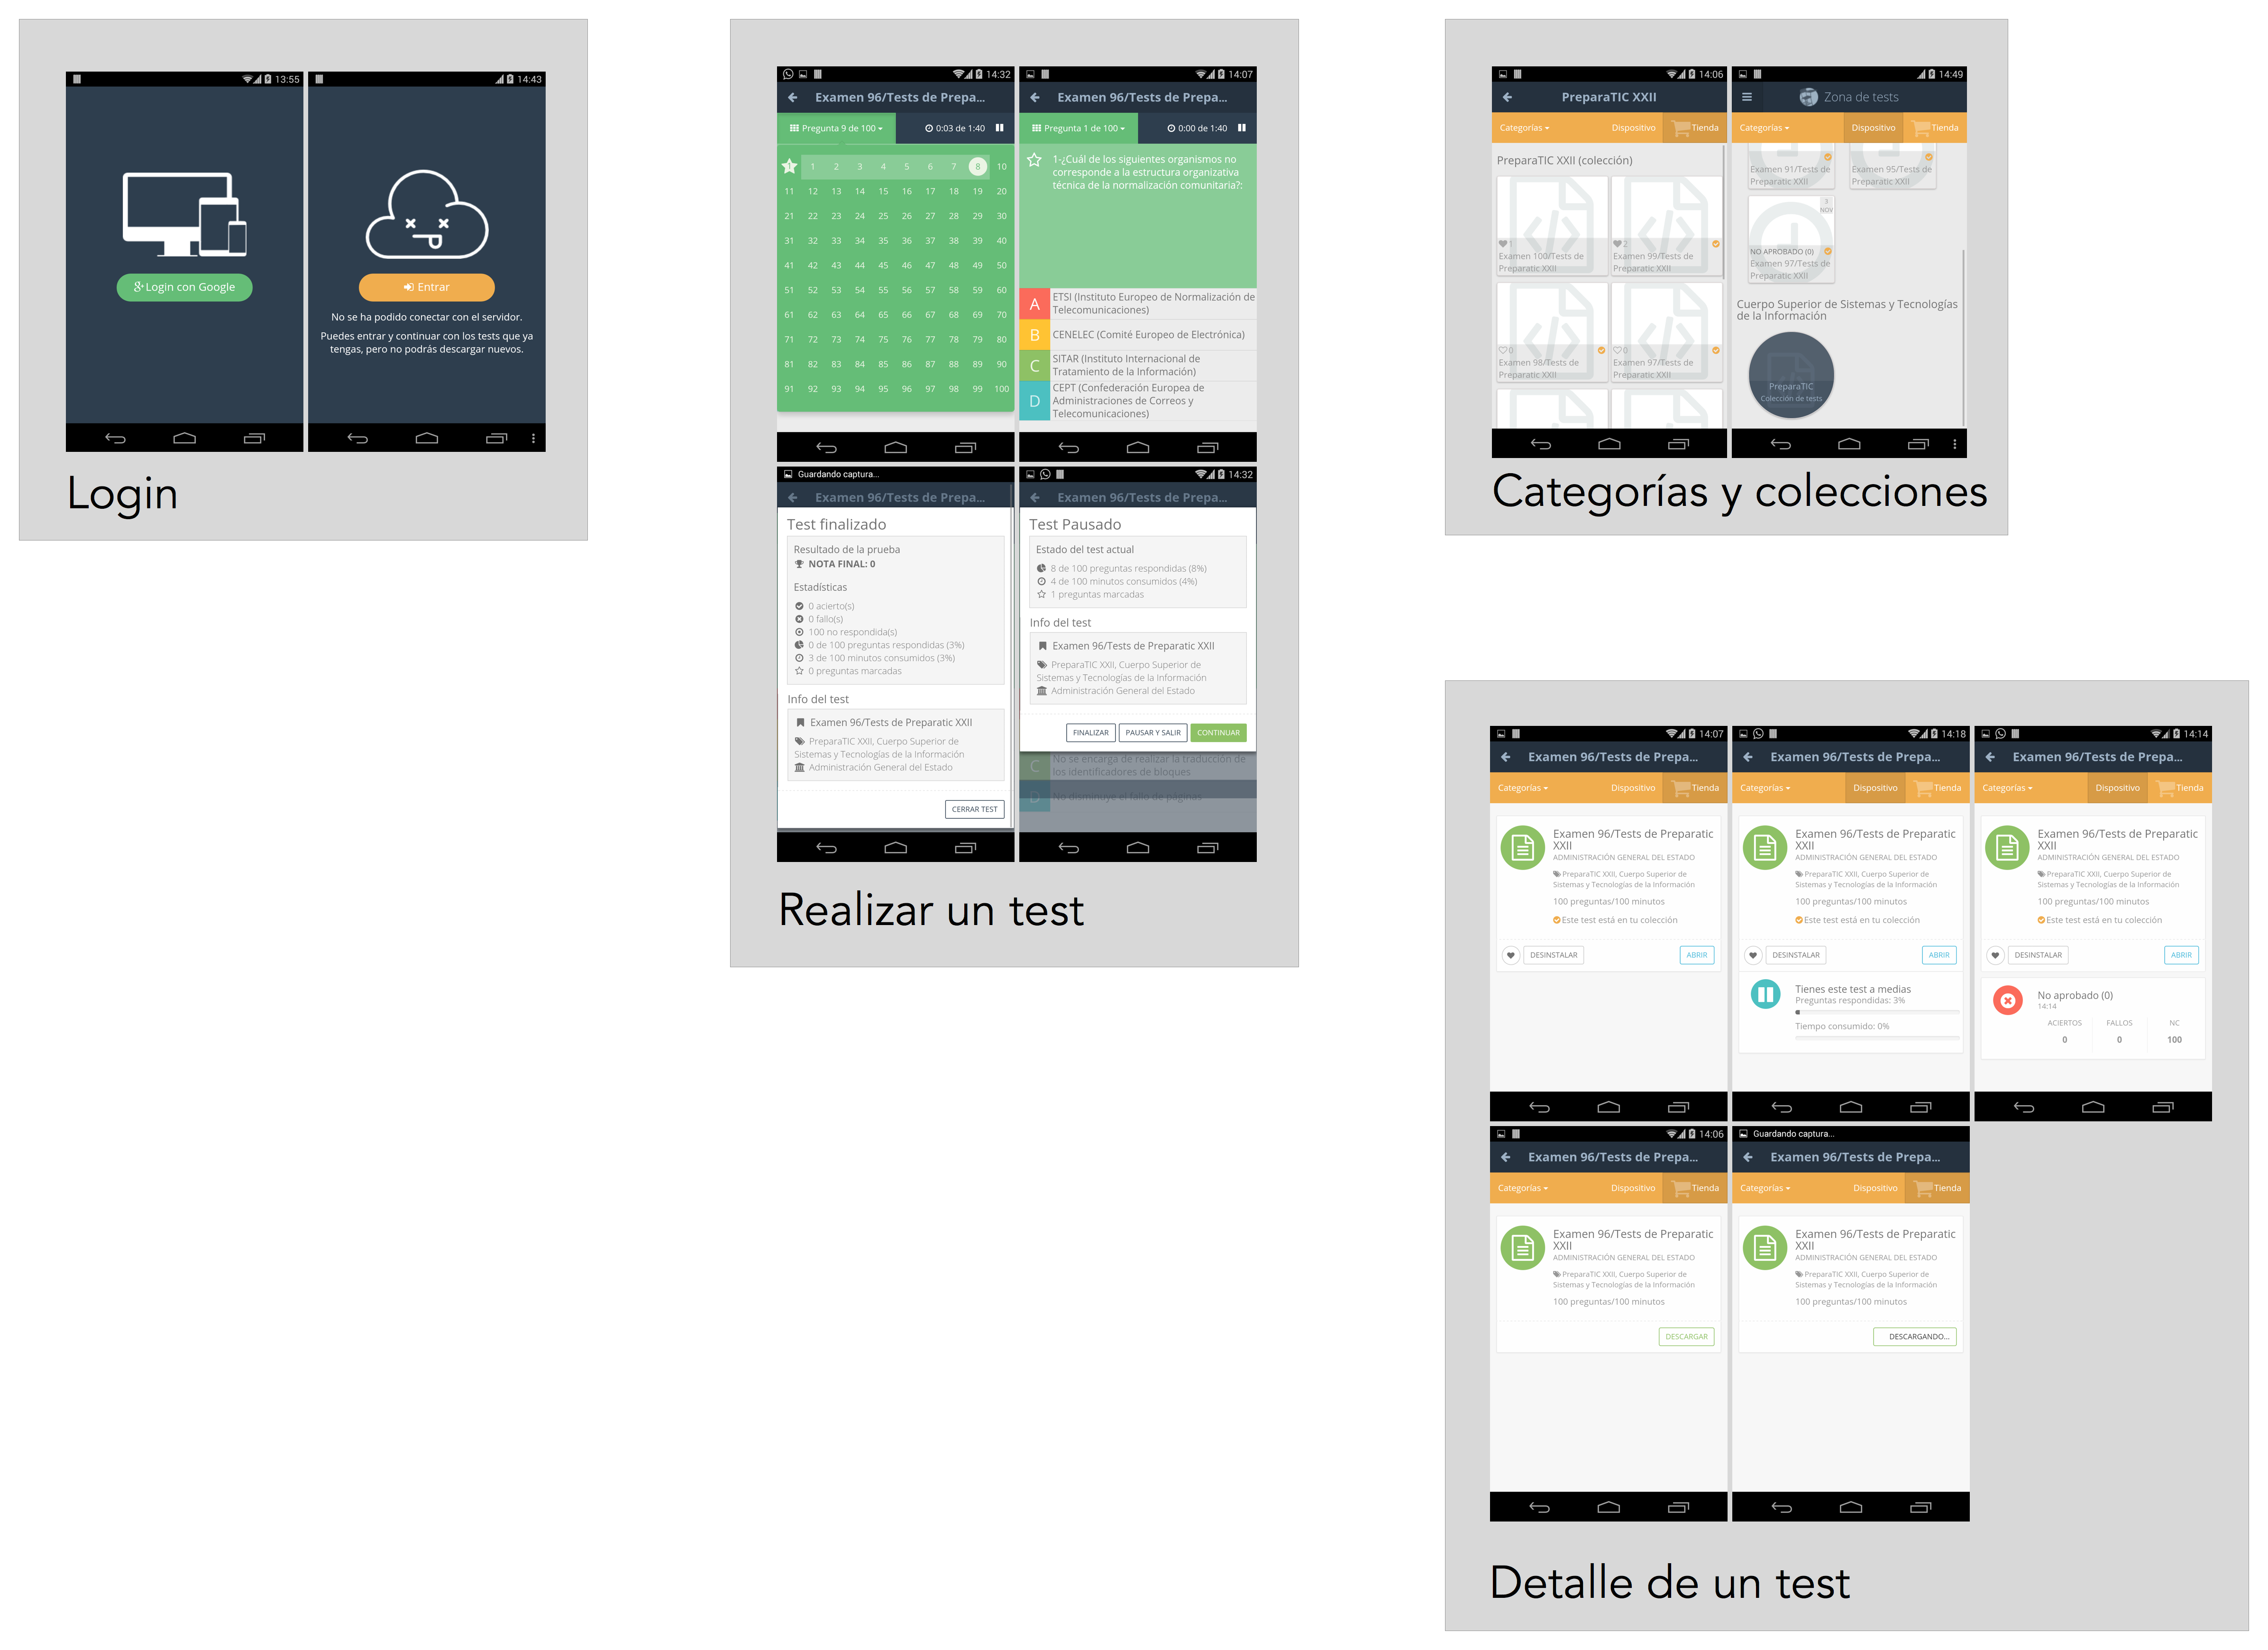 13:55
Login con Google
14:43
Entrar
No se ha podido conectar con el servidor.
Puedes entrar y continuar con los tests que ya
tengas, pero no podrás descargar nuevos.
Login
14:32
Examen 96/Tests de Prepa...
Pregunta 9 de 100
0:03 de 1:40
1 2 3 4 5 6 7 8 10
11 12 13 14 15 16 17 18 19 20
21 22 23 24 25 26 27 28 29 30
31 32 33 34 35 36 37 38 39 40
41 42 43 44 45 46 47 48 49 50
51 52 53 54 55 56 57 58 59 60
61 62 63 64 65 66 67 68 69 70
71 72 73 74 75 76 77 78 79 80
81 82 83 84 85 86 87 88 89 90
91 92 93 94 95 96 97 98 99 100
14:07
Examen 96/Tests de Prepa...
Pregunta 1 de 100
0:00 de 1:40
1-¿Cuál de los siguientes organismos no
corresponde a la estructura organizativa
técnica de la normalización comunitaria?:
A
ETSI (Instituto Europeo de Normalización de
Telecomunicaciones)
B
CENELEC (Comité Europeo de Electrónica)
C
SITAR (Instituto Internacional de
Tratamiento de la Información)
D
CEPT (Confederación Europea de
Administraciones de Correos y
Telecomunicaciones)
Guardando captura...
Examen 96/Tests de Prepa...
Test finalizado
Resultado de la prueba
NOTA FINAL: 0
Estadísticas
0 acierto(s)
0 fallo(s)
100 no respondida(s)
0 de 100 preguntas respondidas (3%)
3 de 100 minutos consumidos (3%)
0 preguntas marcadas
Info del test
Examen 96/Tests de Preparatic XXII
PreparaTIC XXII, Cuerpo Superior de
Sistemas y Tecnologías de la Información
Administración General del Estado
CERRAR TEST
14:32
Examen 96/Tests de Prepa...
Test Pausado
Estado del test actual
8 de 100 preguntas respondidas (8%)
4 de 100 minutos consumidos (4%)
1 preguntas marcadas
Info del test
Examen 96/Tests de Preparatic XXII
PreparaTIC XXII, Cuerpo Superior de
Sistemas y Tecnologías de la Información
Administración General del Estado
FINALIZAR
PAUSAR Y SALIR
CONTINUAR
C
No se encarga de realizar la traducción de
los identificadores de bloques
D
No disminuye el fallo de páginas
Realizar un test
14:06
PreparaTIC XXII
Categorías
Dispositivo
Tienda
PreparaTIC XXII (colección)
1
Examen 100/Tests de
Preparatic XXII
2
Examen 99/Tests de
Preparatic XXII
0
Examen 98/Tests de
Preparatic XXII
0
Examen 97/Tests de
Preparatic XXII
14:49
Zona de tests
Categorías
Dispositivo
Tienda
Examen 91/Tests de
Preparatic XXII
Examen 95/Tests de
Preparatic XXII
3
NOV
NO APROBADO (0)
Examen 97/Tests de
Preparatic XXII
Cuerpo Superior de Sistemas y Tecnologías
de la Información
PreparaTIC
Colección de tests
Categorías y colecciones
14:07
Examen 96/Tests de Prepa...
Categorías
Dispositivo
Tienda
Examen 96/Tests de Preparatic
XXII
ADMINISTRACIÓN GENERAL DEL ESTADO
PreparaTIC XXII, Cuerpo Superior de
Sistemas y Tecnologías de la Información
100 preguntas/100 minutos
Este test está en tu colección
DESINSTALAR
ABRIR
14:18
Examen 96/Tests de Prepa...
Categorías
Dispositivo
Tienda
Examen 96/Tests de Preparatic
XXII
ADMINISTRACIÓN GENERAL DEL ESTADO
PreparaTIC XXII, Cuerpo Superior de
Sistemas y Tecnologías de la Información
100 preguntas/100 minutos
Este test está en tu colección
DESINSTALAR
ABRIR
Tienes este test a medias
Preguntas respondidas: 3%
Tiempo consumido: 0%
14:14
Examen 96/Tests de Prepa...
Categorías
Dispositivo
Tienda
Examen 96/Tests de Preparatic
XXII
ADMINISTRACIÓN GENERAL DEL ESTADO
PreparaTIC XXII, Cuerpo Superior de
Sistemas y Tecnologías de la Información
100 preguntas/100 minutos
Este test está en tu colección
DESINSTALAR
ABRIR
No aprobado (0)
14:14
ACIERTOS FALLOS NC
0 0 100
14:06
Examen 96/Tests de Prepa...
Categorías
Dispositivo
Tienda
Examen 96/Tests de Preparatic
XXII
ADMINISTRACIÓN GENERAL DEL ESTADO
PreparaTIC XXII, Cuerpo Superior de
Sistemas y Tecnologías de la Información
100 preguntas/100 minutos
DESCARGAR
Guardando captura...
Examen 96/Tests de Prepa...
Categorías
Dispositivo
Tienda
Examen 96/Tests de Preparatic
XXII
ADMINISTRACIÓN GENERAL DEL ESTADO
PreparaTIC XXII, Cuerpo Superior de
Sistemas y Tecnologías de la Información
100 preguntas/100 minutos
DESCARGANDO...
Detalle de un test